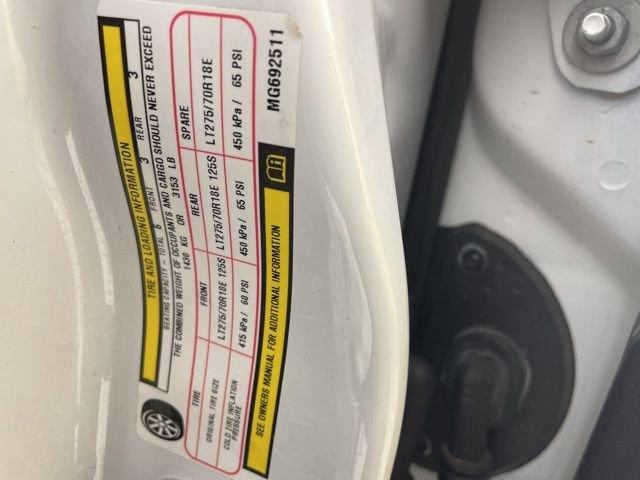 TIRE AND LOADING INFORMATION
SEATING CAPACITY - TOTAL 6 FRONT 3 REAR 3
THE COMBINED WEIGHT OF OCCUPANTS AND CARGO SHOULD NEVER EXCEED
1430 KG OR 3153 LB
TIRE FRONT REAR SPARE
ORIGINAL TIRE SIZE LT275/70R18E 125S LT275/70R18E 125S LT275/70R18E
COLD TIRE INFLATION PRESSURE 415 kPa / 60 PSI 450 kPa / 65 PSI 450 kPa / 65 PSI
SEE OWNERS MANUAL FOR ADDITIONAL INFORMATION
MG692511